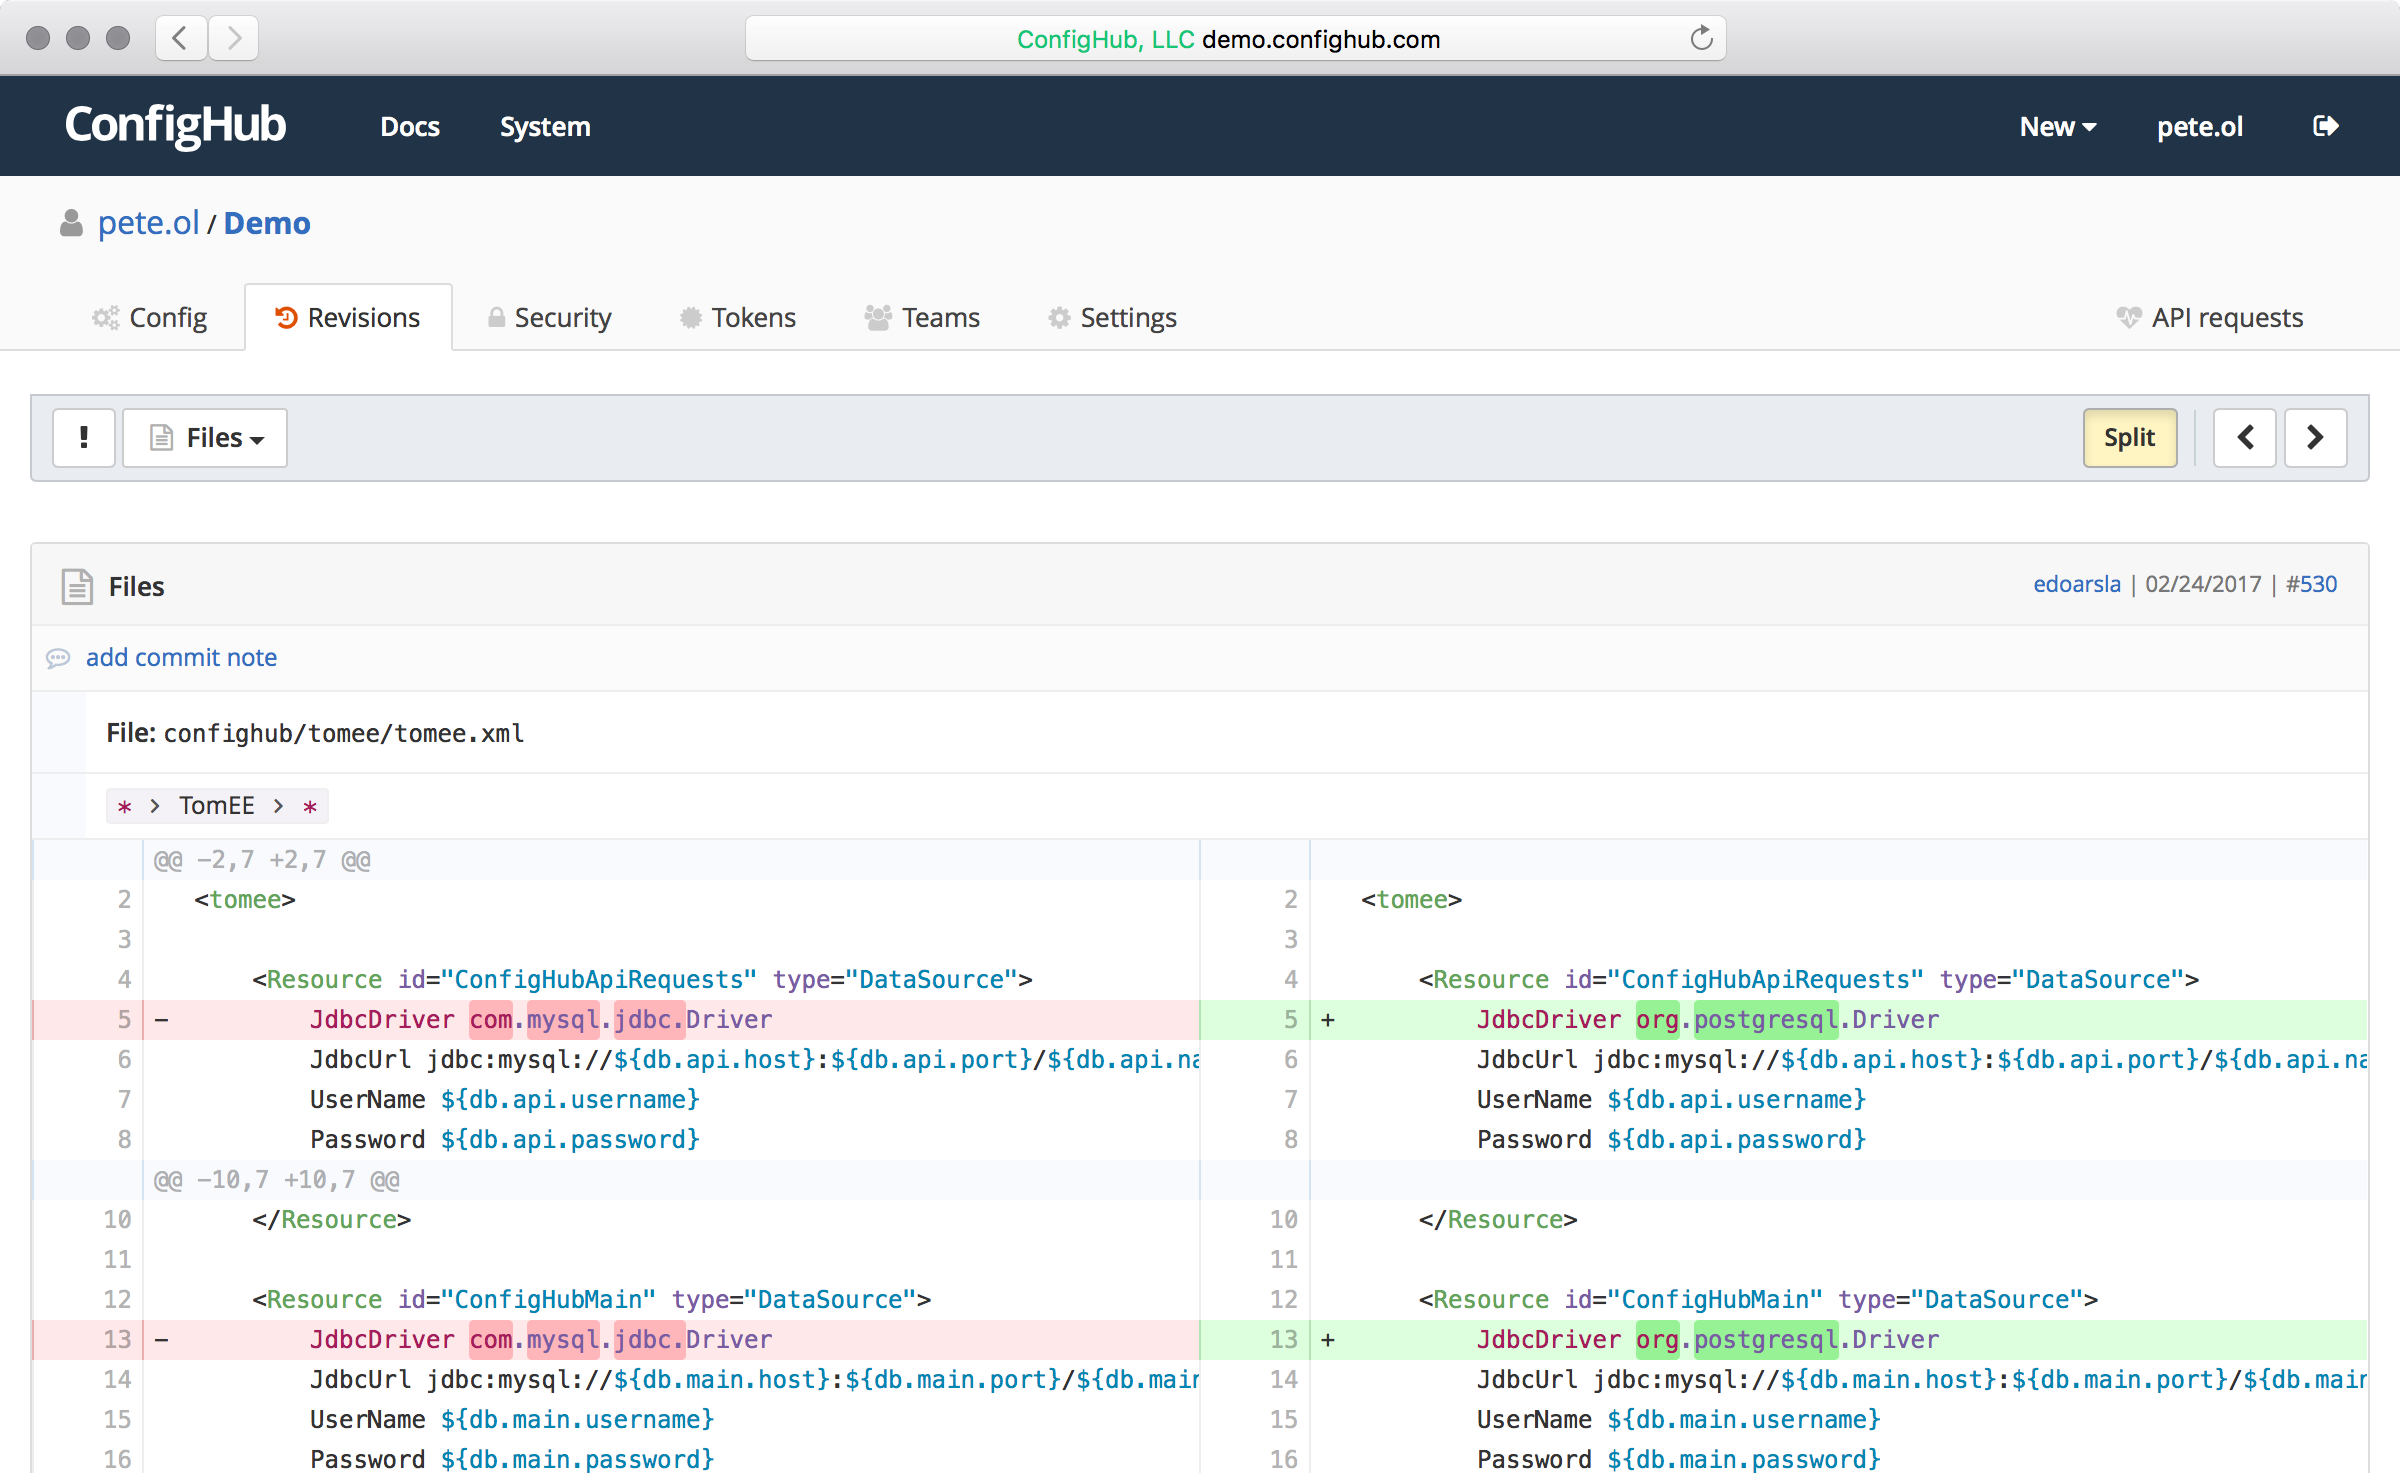 ConfigHub, LLC demo.confighub.com
ConfigHub Docs System New pete.ol
pete.ol / Demo
Config Revisions Security Tokens Teams Settings API requests
! Files Split
Files edoarsla | 02/24/2017 | #530
add commit note
File: confighub/tomee/tomee.xml
* > TomEE > *
@@ -2,7 +2,7 @@
2 <tomee> 2 <tomee>
3 3
4 <Resource id="ConfigHubApiRequests" type="DataSource"> 4 <Resource id="ConfigHubApiRequests" type="DataSource">
5 - JdbcDriver com.mysql.jdbc.Driver 5 + JdbcDriver org.postgresql.Driver
6 JdbcUrl jdbc:mysql://${db.api.host}:${db.api.port}/${db.api.na 6 JdbcUrl jdbc:mysql://${db.api.host}:${db.api.port}/${db.api.na
7 UserName ${db.api.username} 7 UserName ${db.api.username}
8 Password ${db.api.password} 8 Password ${db.api.password}
@@ -10,7 +10,7 @@
10 </Resource> 10 </Resource>
11 11
12 <Resource id="ConfigHubMain" type="DataSource"> 12 <Resource id="ConfigHubMain" type="DataSource">
13 - JdbcDriver com.mysql.jdbc.Driver 13 + JdbcDriver org.postgresql.Driver
14 JdbcUrl jdbc:mysql://${db.main.host}:${db.main.port}/${db.main 14 JdbcUrl jdbc:mysql://${db.main.host}:${db.main.port}/${db.main
15 UserName ${db.main.username} 15 UserName ${db.main.username}
16 Password ${db.main.password} 16 Password ${db.main.password}